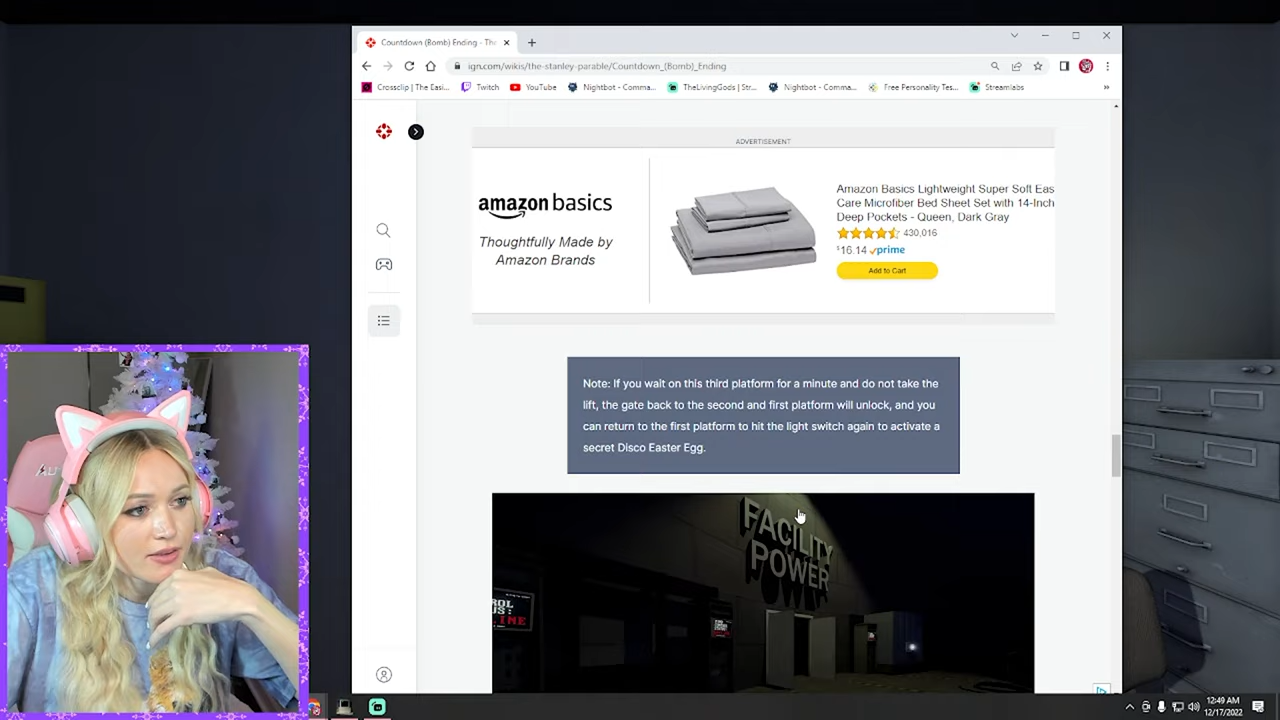 Countdown (Bomb) Ending - The
ign.com/wikis/the-stanley-parable/Countdown_(Bomb)_Ending
Crossclip | The Easi...
Twitch
YouTube
Nightbot - Comma...
TheLivingGods | Str...
Nightbot - Comma...
Free Personality Tes...
Streamlabs
ADVERTISEMENT
amazon basics
Thoughtfully Made by
Amazon Brands
Amazon Basics Lightweight Super Soft Eas
Care Microfiber Bed Sheet Set with 14-Inch
Deep Pockets - Queen, Dark Gray
430,016
$16.14 prime
Add to Cart
Note: If you wait on this third platform for a minute and do not take the
lift, the gate back to the second and first platform will unlock, and you
can return to the first platform to hit the light switch again to activate a
secret Disco Easter Egg.
FACILITY
POWER
12:49 AM
12/17/2022